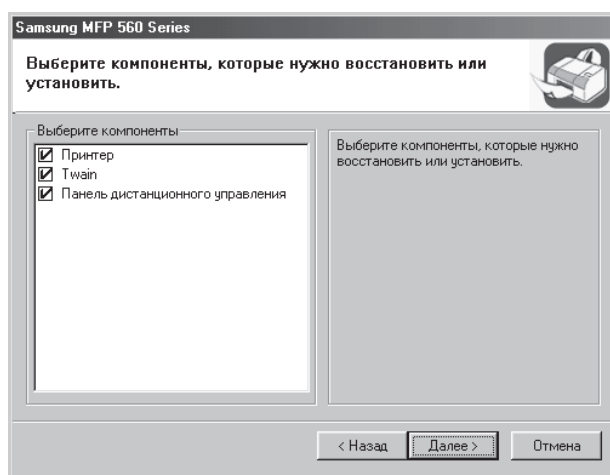 Samsung MFP 560 Series
Выберите компоненты, которые нужно восстановить или
установить.
Выберите компоненты
Принтер
Twain
Панель дистанционного управления
Выберите компоненты, которые нужно
восстановить или установить.
< Назад
Далее >
Отмена